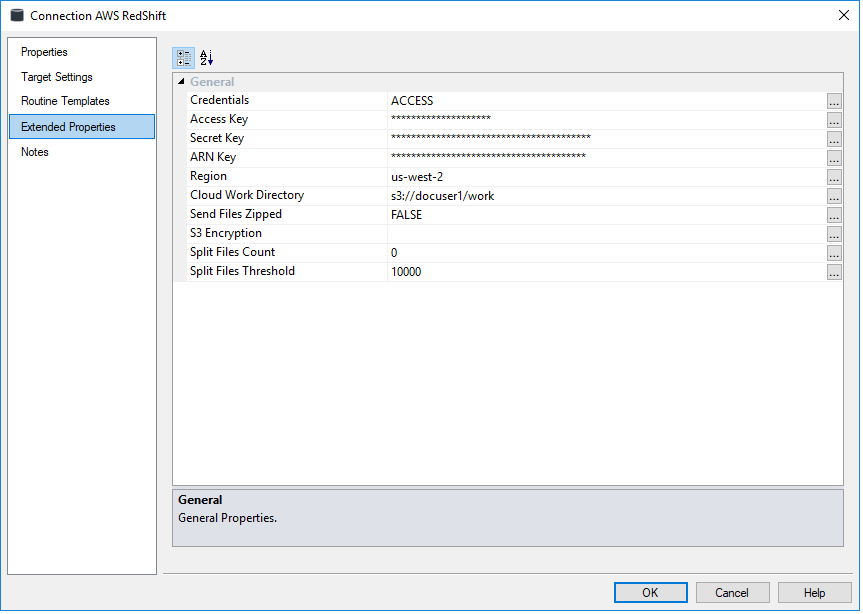 Connection AWS RedShift
Properties
Target Settings
Routine Templates
Extended Properties
Notes
General
Credentials ACCESS ...
Access Key ******************** ...
Secret Key **************************************** ...
ARN Key *************************************** ...
Region us-west-2 ...
Cloud Work Directory s3://docuser1/work ...
Send Files Zipped FALSE ...
S3 Encryption ...
Split Files Count 0 ...
Split Files Threshold 10000 ...
General
General Properties.
OK Cancel Help